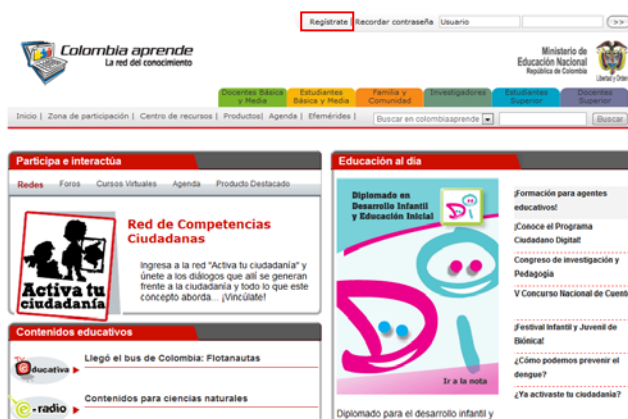 Regístrate | Recordar contraseña Usuario >>
Colombia aprende
La red del conocimiento
Ministerio de
Educación Nacional
República de Colombia
Libertad y Orden
Docentes Básica y Media
Estudiantes Básica y Media
Familia y Comunidad
Investigadores
Estudiantes Superior
Docentes Superior
Inicio | Zona de participación | Centro de recursos | Productos| Agenda | Efemérides |
Buscar en colombiaaprende
Buscar
Participa e interactúa
Redes Foros Cursos Virtuales Agenda Producto Destacado
Activa tu
ciudadanía
Red de Competencias
Ciudadanas
Ingresa a la red "Activa tu ciudadanía" y
únete a los diálogos que allí se generan
frente a la ciudadanía y todo lo que este
concepto aborda... ¡Vincúlate!
Contenidos educativos
educativa
Llegó el bus de Colombia: Flotanautas
e-radio
Contenidos para ciencias naturales
Educación al día
Diplomado en
Desarrollo Infantil
y Educación Inicial
Di
Ir a la nota
Diplomado para el desarrollo infantil y
¡Formación para agentes
educativos!
¡Conoce el Programa
Ciudadano Digital!
Congreso de investigación y
Pedagogía
V Concurso Nacional de Cuento
¡Festival Infantil y Juvenil de
Biónica!
¿Cómo podemos prevenir el
dengue?
¿Ya activaste tu ciudadanía?